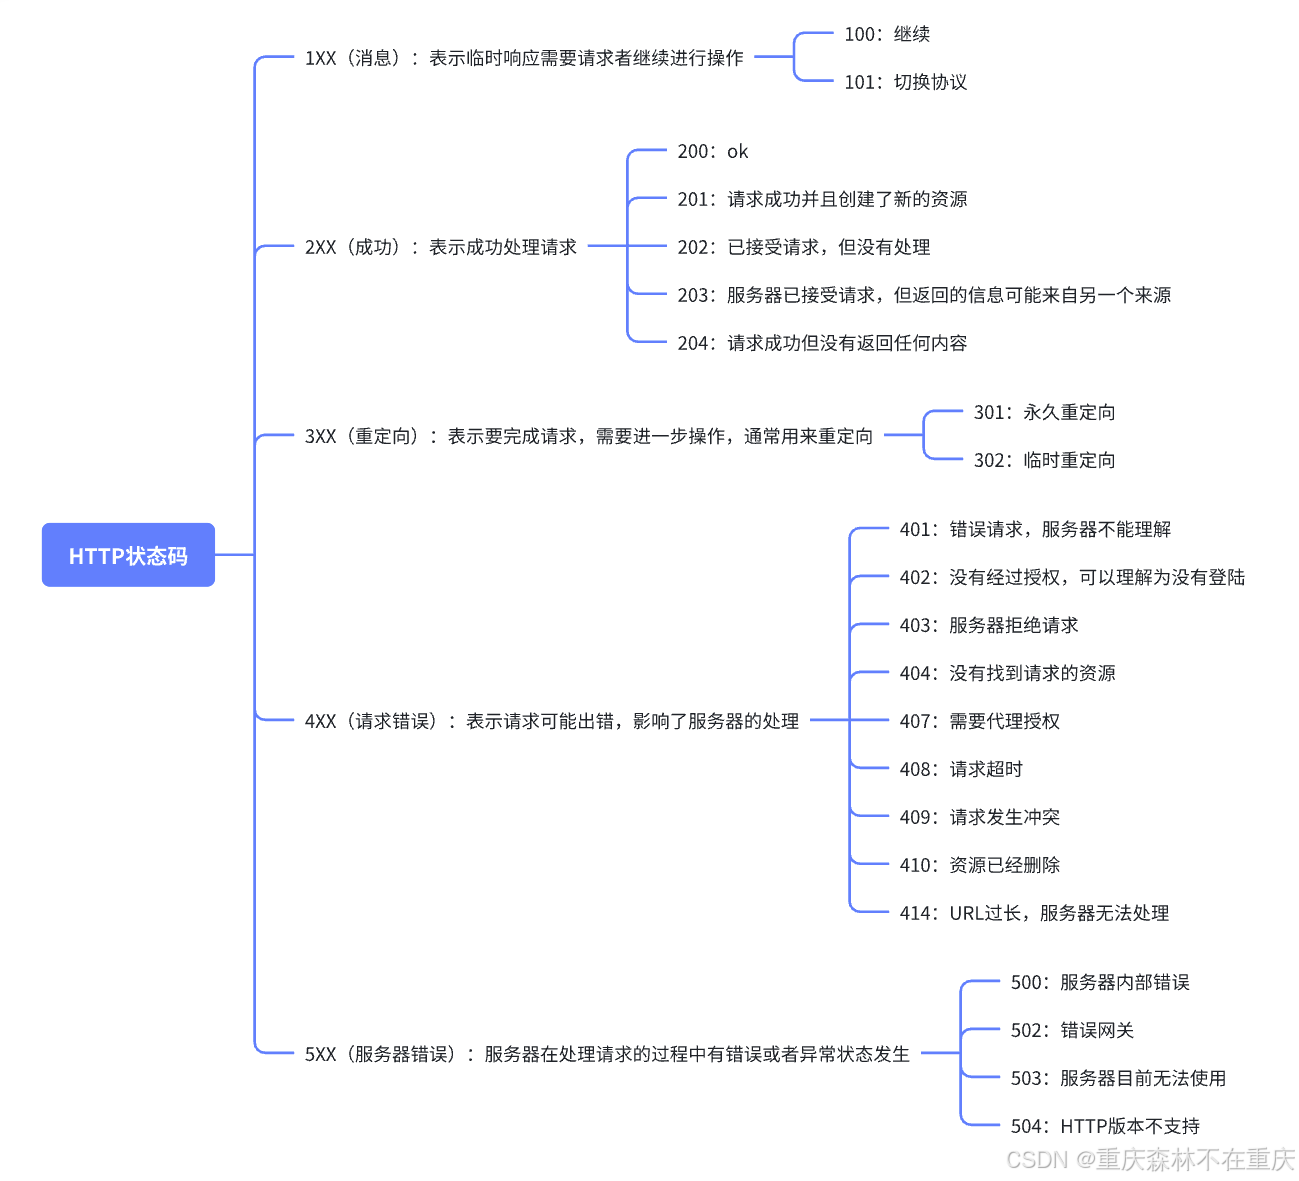 HTTP状态码
1XX（消息）：表示临时响应需要请求者继续进行操作
100：继续
101：切换协议
2XX（成功）：表示成功处理请求
200：ok
201：请求成功并且创建了新的资源
202：已接受请求，但没有处理
203：服务器已接受请求，但返回的信息可能来自另一个来源
204：请求成功但没有返回任何内容
3XX（重定向）：表示要完成请求，需要进一步操作，通常用来重定向
301：永久重定向
302：临时重定向
4XX（请求错误）：表示请求可能出错，影响了服务器的处理
401：错误请求，服务器不能理解
402：没有经过授权，可以理解为没有登陆
403：服务器拒绝请求
404：没有找到请求的资源
407：需要代理授权
408：请求超时
409：请求发生冲突
410：资源已经删除
414：URL过长，服务器无法处理
5XX（服务器错误）：服务器在处理请求的过程中有错误或者异常状态发生
500：服务器内部错误
502：错误网关
503：服务器目前无法使用
504：HTTP版本不支持
CSDN @重庆森林不在重庆